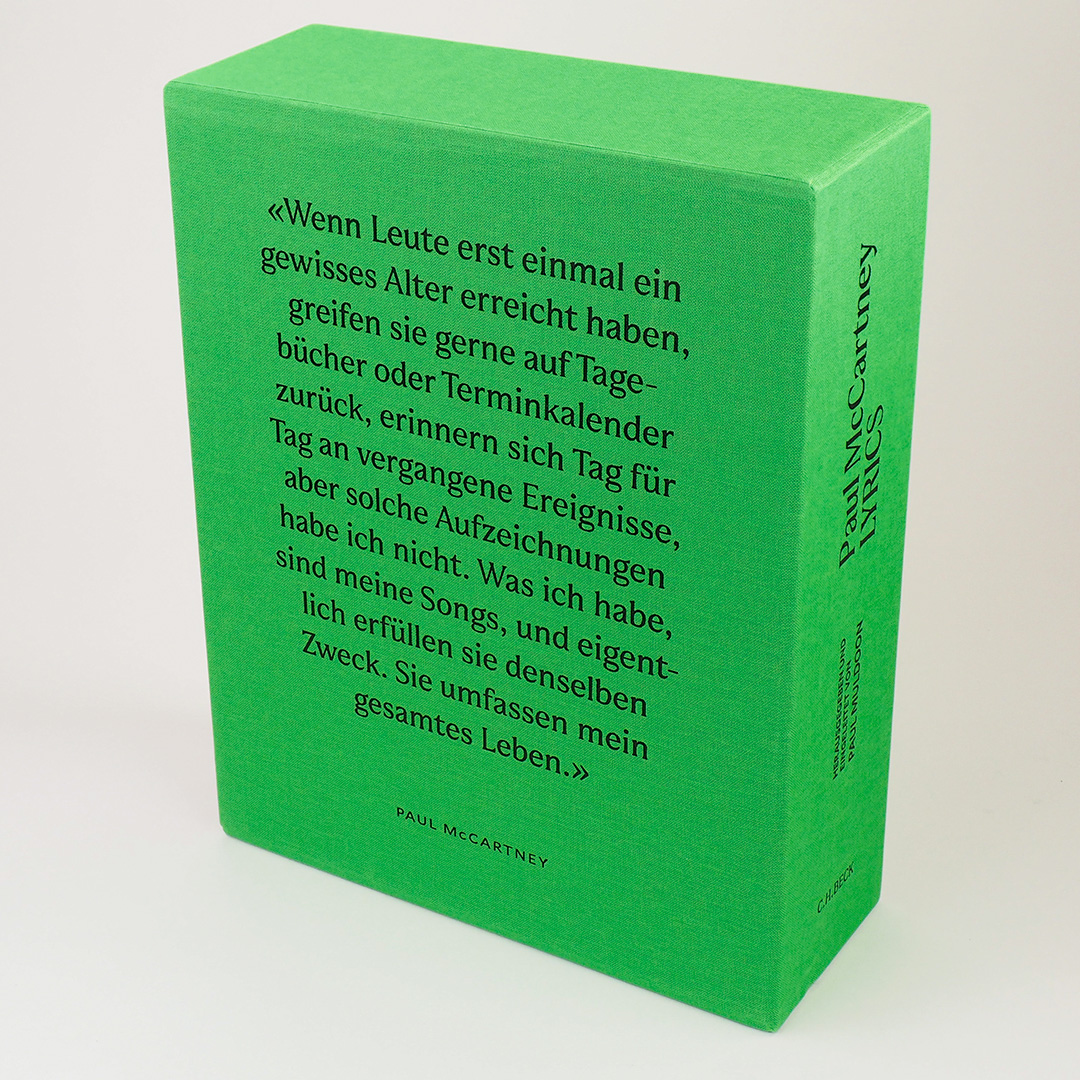 «Wenn Leute erst einmal ein
gewisses Alter erreicht haben,
greifen sie gerne auf Tage-
bücher oder Terminkalender
zurück, erinnern sich Tag für
Tag an vergangene Ereignisse,
aber solche Aufzeichnungen
habe ich nicht. Was ich habe,
sind meine Songs, und eigent-
lich erfüllen sie denselben
Zweck. Sie umfassen mein
gesamtes Leben.»
PAUL McCARTNEY
Paul McCartney
LYRICS
HERAUSGEGEBEN UND
EINGELEITET VON
PAUL MULDOON
C.H.BECK